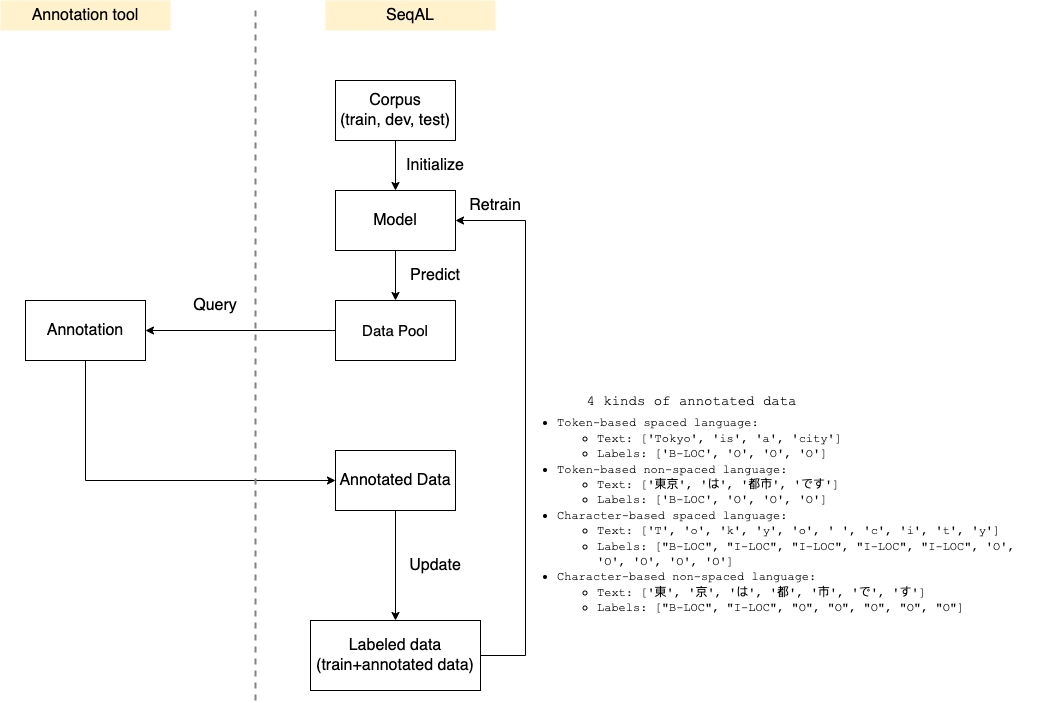 Annotation tool
SeqAL
Corpus
(train, dev, test)
Initialize
Model
Retrain
Predict
Query
Annotation
Data Pool
Annotated Data
Update
Labeled data
(train+annotated data)
4 kinds of annotated data
• Token-based spaced language:
○ Text: ['Tokyo', 'is', 'a', 'city']
○ Labels: ['B-LOC', 'O', 'O', 'O']
• Token-based non-spaced language:
○ Text: ['東京', 'は', '都市', 'です']
○ Labels: ['B-LOC', 'O', 'O', 'O']
• Character-based spaced language:
○ Text: ['T', 'o', 'k', 'y', 'o', ' ', 'c', 'i', 't', 'y']
○ Labels: ["B-LOC", "I-LOC", "I-LOC", "I-LOC", "I-LOC", 'O',
'O', 'O', 'O', 'O']
• Character-based non-spaced language:
○ Text: ['東', '京', 'は', '都', '市', 'で', 'す']
○ Labels: ["B-LOC", "I-LOC", "O", "O", "O", "O", "O"]